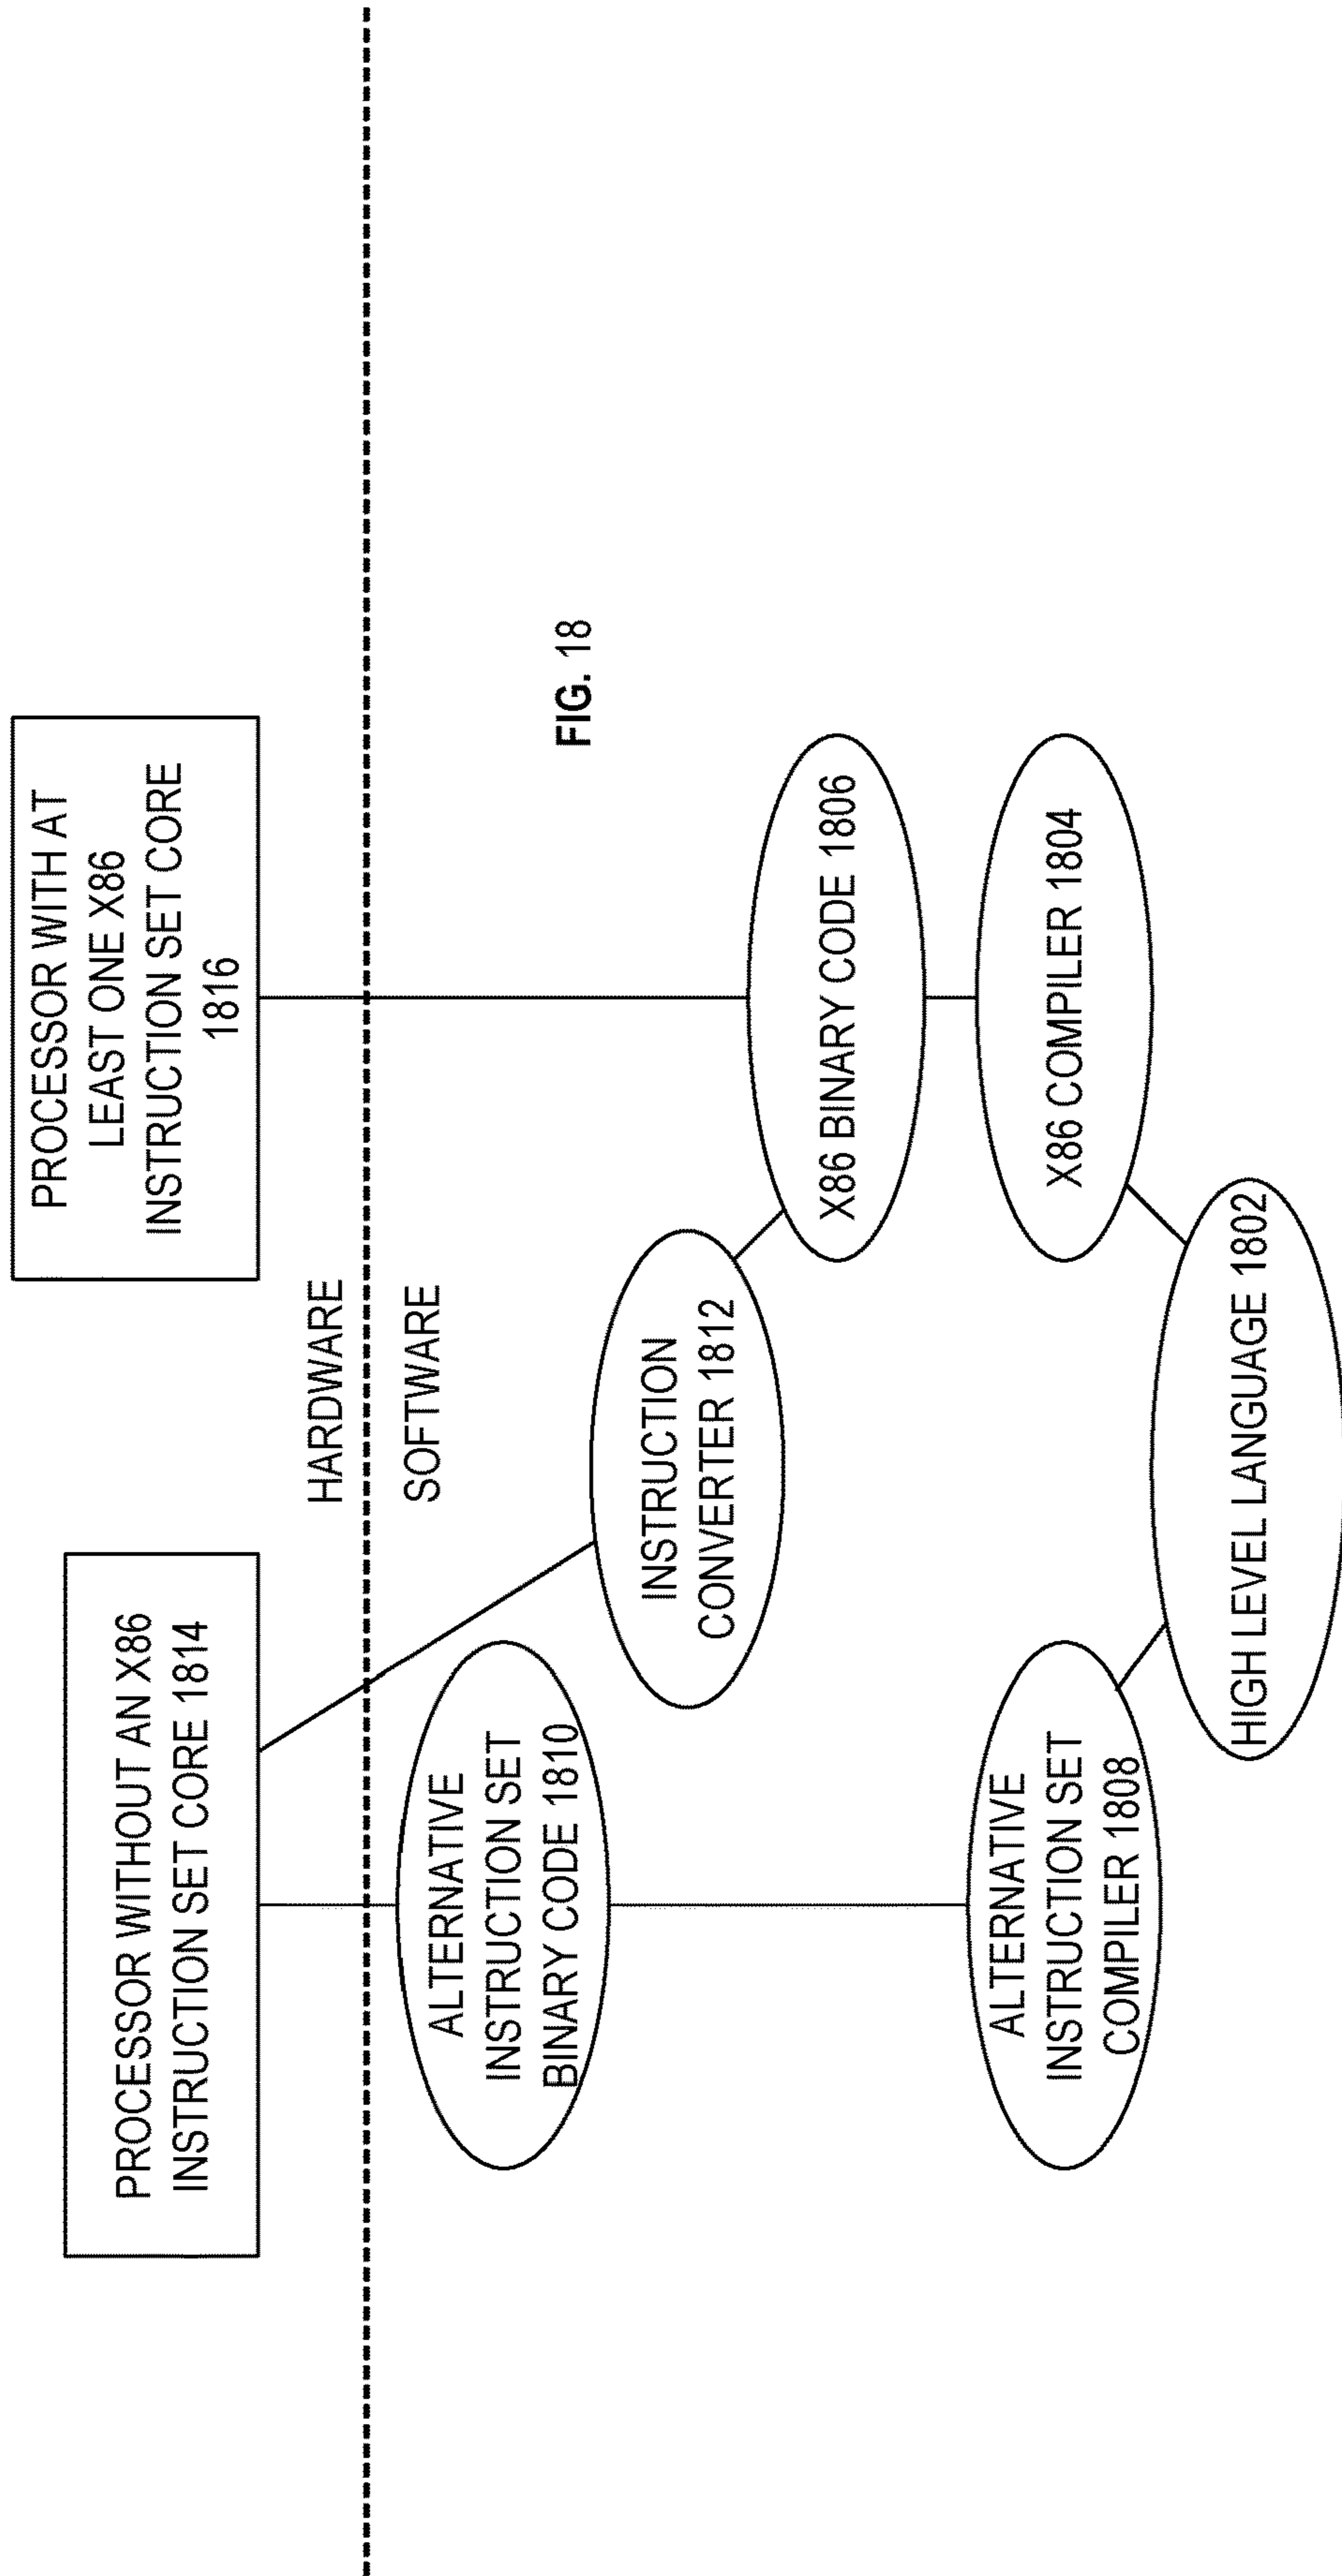 PROCESSOR WITHOUT AN X86
INSTRUCTION SET CORE 1814
PROCESSOR WITH AT
LEAST ONE X86
INSTRUCTION SET CORE
1816
HARDWARE
SOFTWARE
ALTERNATIVE
INSTRUCTION SET
BINARY CODE 1810
INSTRUCTION
CONVERTER 1812
FIG. 18
X86 BINARY CODE 1806
ALTERNATIVE
INSTRUCTION SET
COMPILER 1808
X86 COMPILER 1804
HIGH LEVEL LANGUAGE 1802